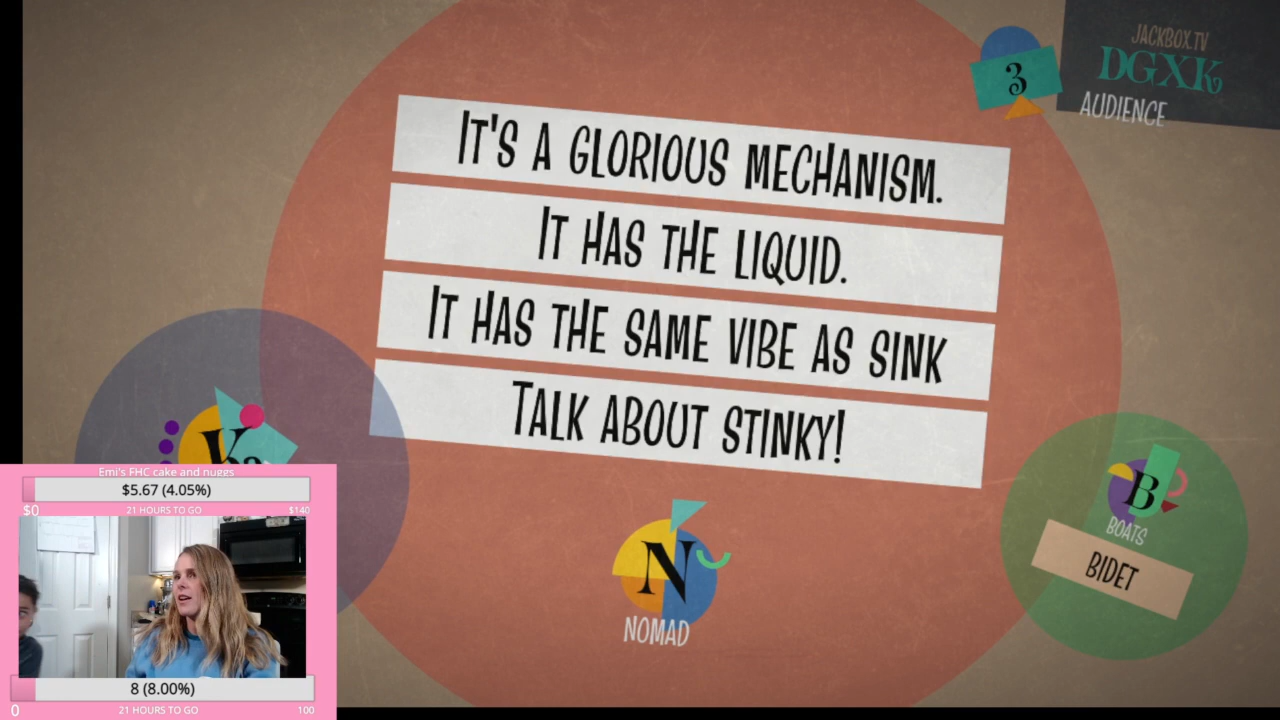 JACKBOX.TV
DGXK
3
AUDIENCE
IT'S A GLORIOUS MECHANISM.
IT HAS THE LIQUID.
IT HAS THE SAME VIBE AS SINK
TALK ABOUT STINKY!
B
BOATS
BIDET
N
NOMAD
Emi's FHC cake and nuggs
$5.67 (4.05%)
$0 21 HOURS TO GO $140
8 (8.00%)
0 21 HOURS TO GO 100